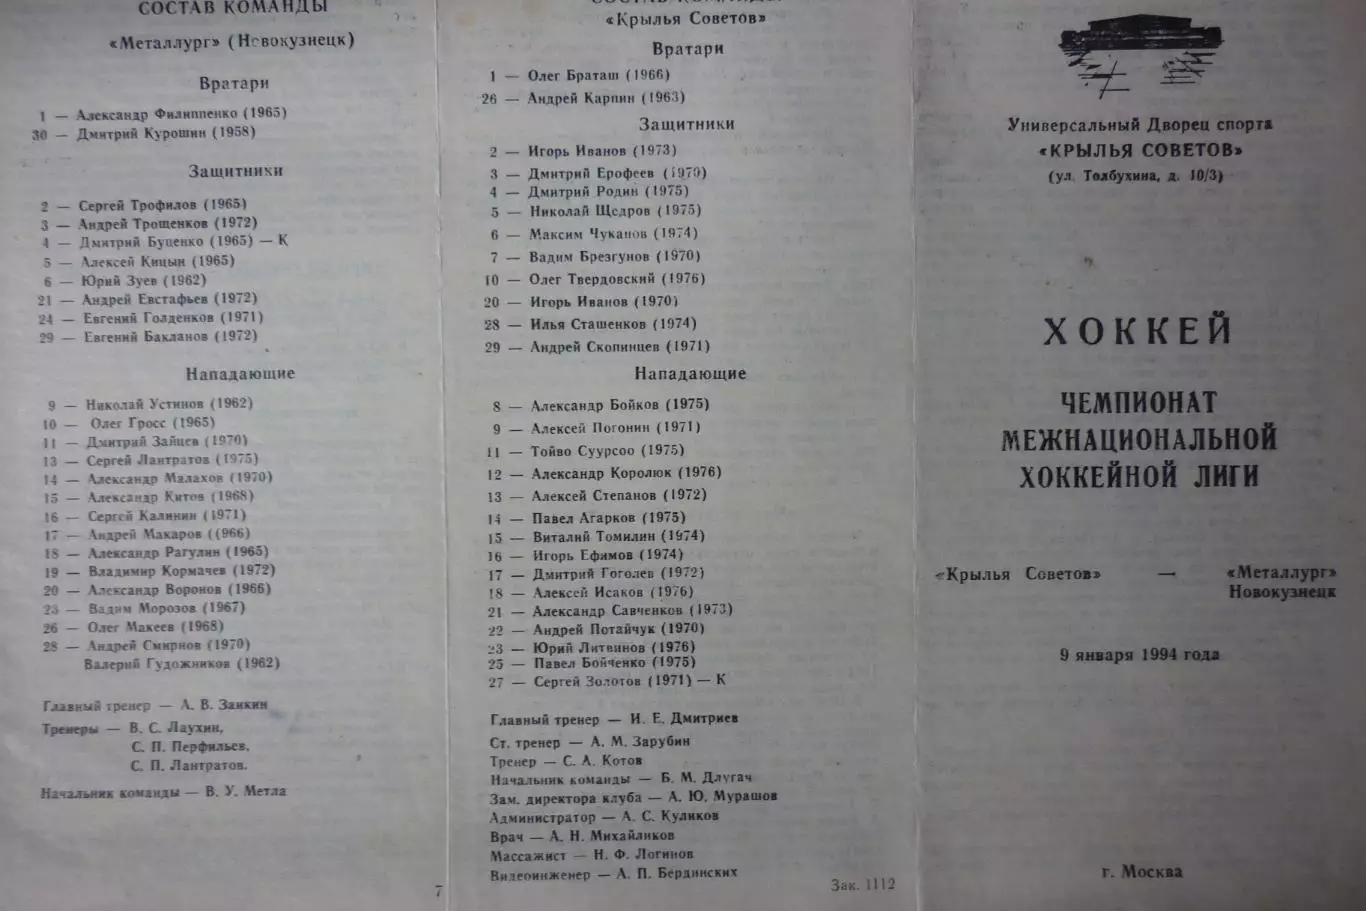 СОСТАВ КОМАНДЫ
«Металлург» (Новокузнецк)
Вратари
1 — Александр Филиппенко (1965)
30 — Дмитрий Курошин (1958)
Защитники
2 — Сергей Трофилов (1965)
3 — Андрей Трощенков (1972)
4 — Дмитрий Буценко (1965) — К
5 — Алексей Кицын (1965)
6 — Юрий Зуев (1962)
21 — Андрей Евстафьев (1972)
24 — Евгений Голденков (1971)
29 — Евгений Бакланов (1972)
Нападающие
9 — Николай Устинов (1962)
10 — Олег Гросс (1965)
11 — Дмитрий Зайцев (1970)
13 — Сергей Лантратов (1975)
14 — Александр Малахов (1970)
15 — Александр Китов (1968)
16 — Сергей Калинин (1971)
17 — Андрей Макаров ((966)
18 — Александр Рагулин (1965)
19 — Владимир Кормачев (1972)
20 — Александр Воронов (1966)
23 — Вадим Морозов (1967)
26 — Олег Макеев (1968)
28 — Андрей Смирнов (1970)
Валерий Гудожников (1962)
Главный тренер — А. В. Заикин
Тренеры — В. С. Лаухин,
С. П. Перфильев,
С. П. Лантратов.
Начальник команды — В. У. Метла
7
СОСТАВ КОМАНДЫ
«Крылья Советов»
Вратари
1 — Олег Браташ (1966)
26 — Андрей Карпин (1963)
Защитники
2 — Игорь Иванов (1973)
3 — Дмитрий Ерофеев (1970)
4 — Дмитрий Родин (1975)
5 — Николай Щедров (1975)
6 — Максим Чуканов (1974)
7 — Вадим Брезгунов (1970)
10 — Олег Твердовский (1976)
20 — Игорь Иванов (1970)
28 — Илья Сташенков (1974)
29 — Андрей Скопинцев (1971)
Нападающие
8 — Александр Бойков (1975)
9 — Алексей Погонин (1971)
11 — Тойво Суурсоо (1975)
12 — Александр Королюк (1976)
13 — Алексей Степанов (1972)
14 — Павел Агарков (1975)
15 — Виталий Томилин (1974)
16 — Игорь Ефимов (1974)
17 — Дмитрий Гоголев (1972)
18 — Алексей Исаков (1976)
21 — Александр Савченков (1973)
22 — Андрей Потайчук (1970)
23 — Юрий Литвинов (1976)
25 — Павел Бойченко (1975)
27 — Сергей Золотов (1971) — К
Главный тренер — И. Е. Дмитриев
Ст. тренер — А. М. Зарубин
Тренер — С. А. Котов
Начальник команды — Б. М. Длугач
Зам. директора клуба — А. Ю. Мурашов
Администратор — А. С. Куликов
Врач — А. Н. Михайликов
Массажист — Н. Ф. Логинов
Видеоинженер — А. П. Бердинских
Зак. 1112
Универсальный Дворец спорта
«КРЫЛЬЯ СОВЕТОВ»
(ул. Толбухина, д. 10/3)
ХОККЕЙ
ЧЕМПИОНАТ
МЕЖНАЦИОНАЛЬНОЙ
ХОККЕЙНОЙ ЛИГИ
«Крылья Советов» — «Металлург»
Новокузнецк
9 января 1994 года
г. Москва